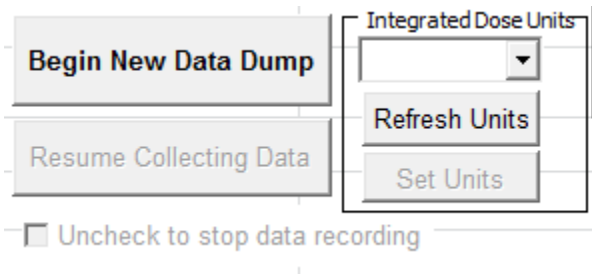 Begin New Data Dump
Resume Collecting Data
Uncheck to stop data recording
Integrated Dose Units
Refresh Units
Set Units